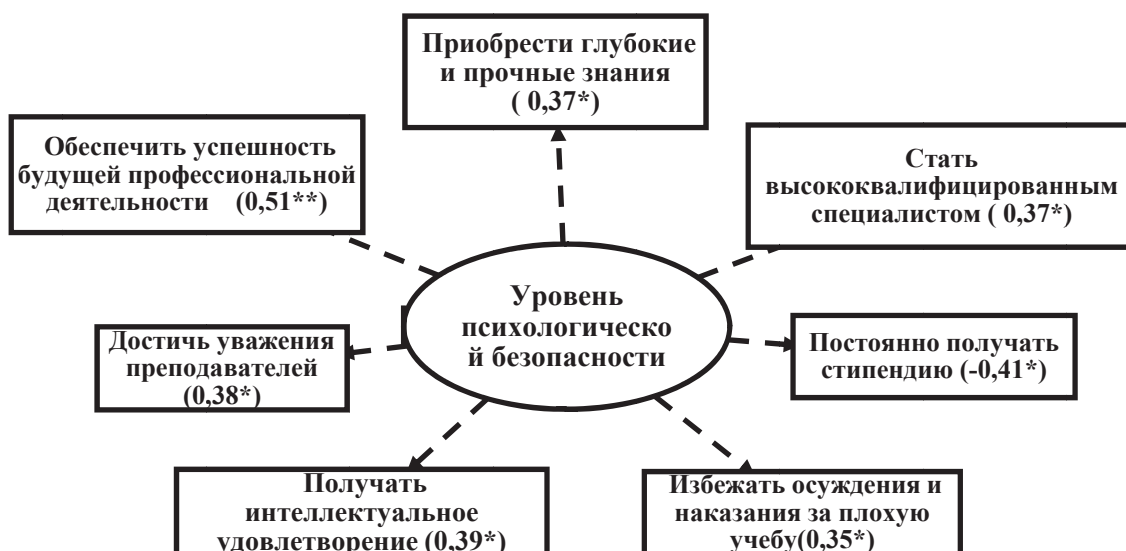 Приобрести глубокие
и прочные знания
( 0,37*)
Обеспечить успешность
будущей профессиональной
деятельности (0,51**)
Стать
высококвалифицированным
специалистом ( 0,37*)
Уровень
психологическо
й безопасности
Достичь уважения
преподавателей
(0,38*)
Постоянно получать
стипендию (-0,41*)
Получать
интеллектуальное
удовлетворение (0,39*)
Избежать осуждения и
наказания за плохую
учебу(0,35*)